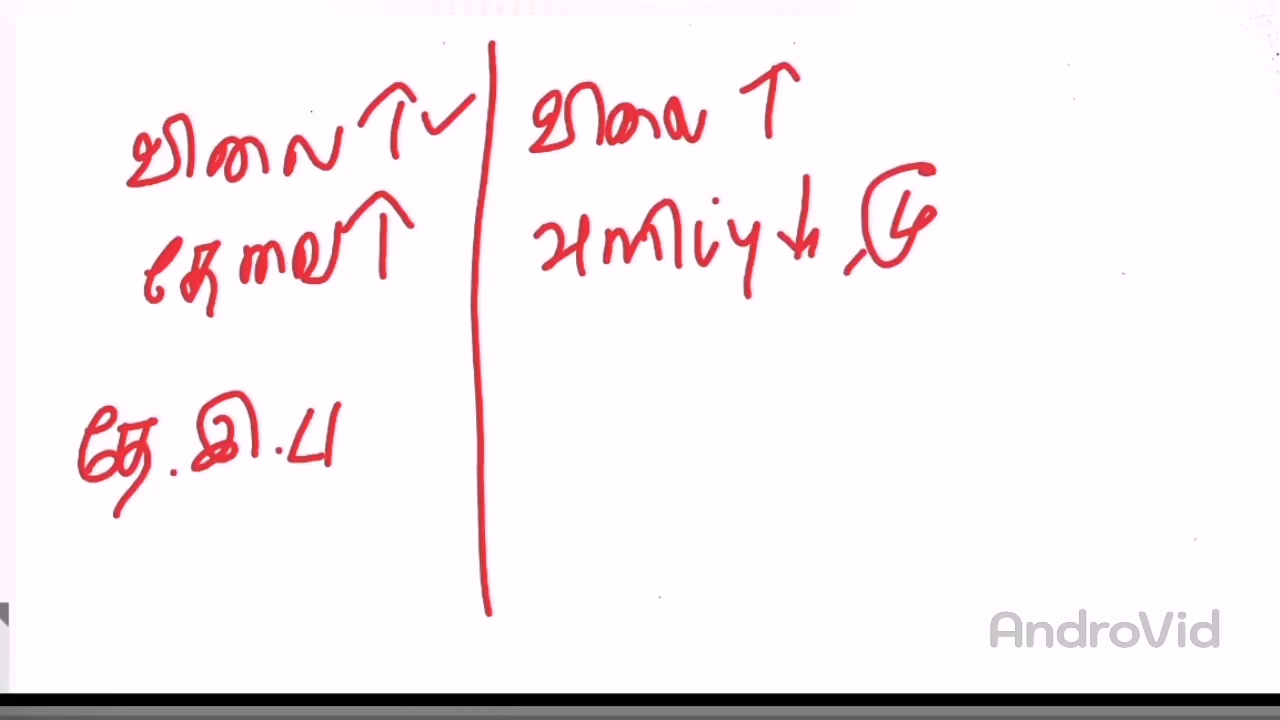 விலை ↑ ✓
தேவை ↑
தே.இ.ப
விலை ↑
அளிப்பு ↓,
AndroVid